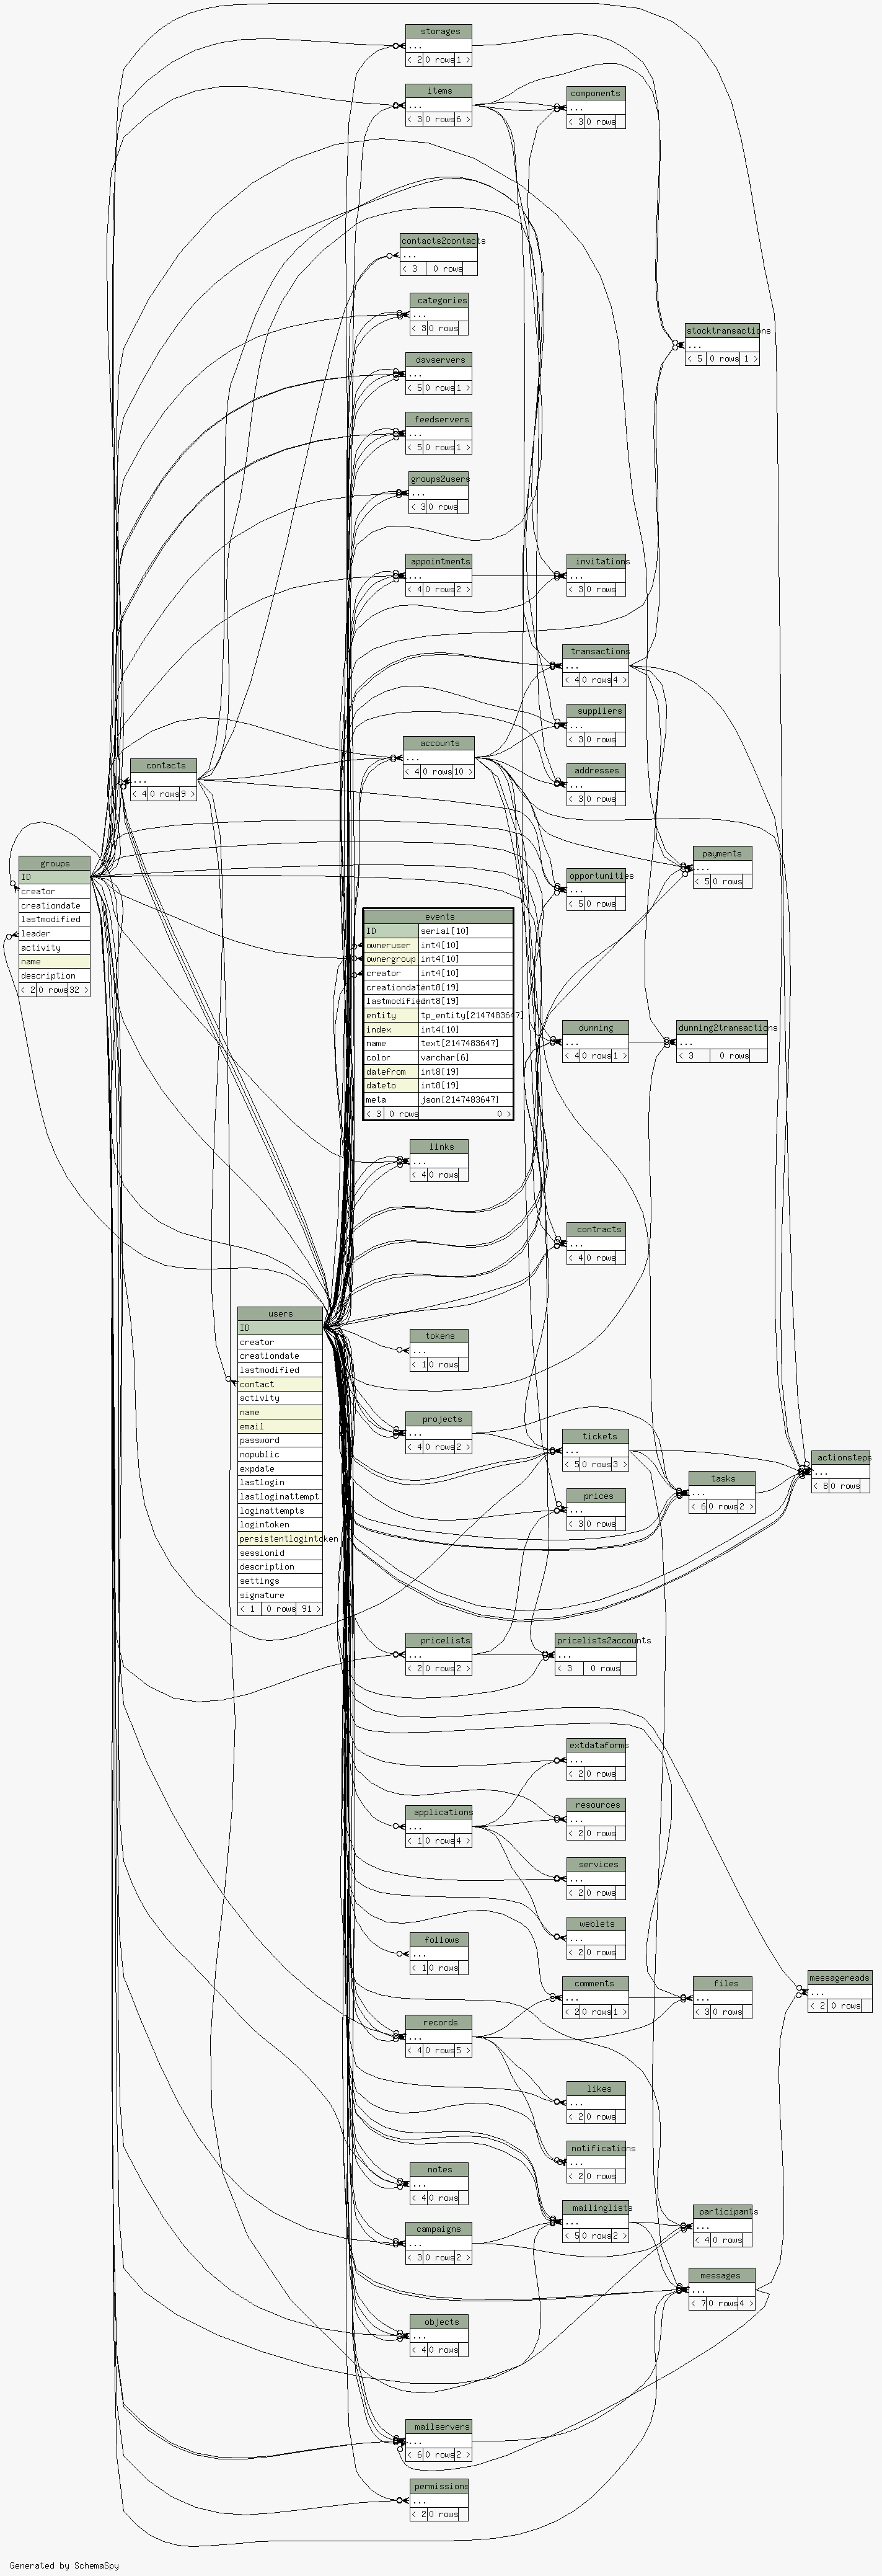 storages
...
< 2 0 rows 1 >
items
...
< 3 0 rows 6 >
components
...
< 3 0 rows
contacts2contacts
...
< 3 0 rows
categories
...
< 3 0 rows
stocktransactions
...
< 5 0 rows 1 >
davservers
...
< 5 0 rows 1 >
feedservers
...
< 5 0 rows 1 >
groups2users
...
< 3 0 rows
appointments
...
< 4 0 rows 2 >
invitations
...
< 3 0 rows
transactions
...
< 4 0 rows 4 >
suppliers
...
< 3 0 rows
accounts
...
< 4 0 rows 10 >
contacts
...
< 4 0 rows 9 >
addresses
...
< 3 0 rows
groups
ID
creator
creationdate
lastmodified
leader
activity
name
description
< 2 0 rows 32 >
payments
...
< 5 0 rows
opportunities
...
< 5 0 rows
events
ID serial[10]
owneruser int4[10]
ownergroup int4[10]
creator int4[10]
creationdate int8[19]
lastmodified int8[19]
entity tp_entity[2147483647]
index int4[10]
name text[2147483647]
color varchar[6]
datefrom int8[19]
dateto int8[19]
meta json[2147483647]
< 3 0 rows 0 >
dunning
...
< 4 0 rows 1 >
dunning2transactions
...
< 3 0 rows
links
...
< 4 0 rows
contracts
...
< 4 0 rows
users
ID
creator
creationdate
lastmodified
contact
activity
name
email
password
nopublic
expdate
lastlogin
lastloginattempt
loginattempts
logintoken
persistentlogintoken
sessionid
description
settings
signature
< 1 0 rows 91 >
tokens
...
< 1 0 rows
projects
...
< 4 0 rows 2 >
tickets
...
< 5 0 rows 3 >
actionsteps
...
< 8 0 rows
tasks
...
< 6 0 rows 2 >
prices
...
< 3 0 rows
pricelists
...
< 2 0 rows 2 >
pricelists2accounts
...
< 3 0 rows
extdataforms
...
< 2 0 rows
resources
...
< 2 0 rows
applications
...
< 1 0 rows 4 >
services
...
< 2 0 rows
weblets
...
< 2 0 rows
follows
...
< 1 0 rows
comments
...
< 2 0 rows 1 >
files
...
< 3 0 rows
messagereads
...
< 2 0 rows
records
...
< 4 0 rows 5 >
likes
...
< 2 0 rows
notifications
...
< 2 0 rows
notes
...
< 4 0 rows
mailinglists
...
< 5 0 rows 2 >
participants
...
< 4 0 rows
campaigns
...
< 3 0 rows 2 >
messages
...
< 7 0 rows 4 >
objects
...
< 4 0 rows
mailservers
...
< 6 0 rows 2 >
permissions
...
< 2 0 rows
Generated by SchemaSpy